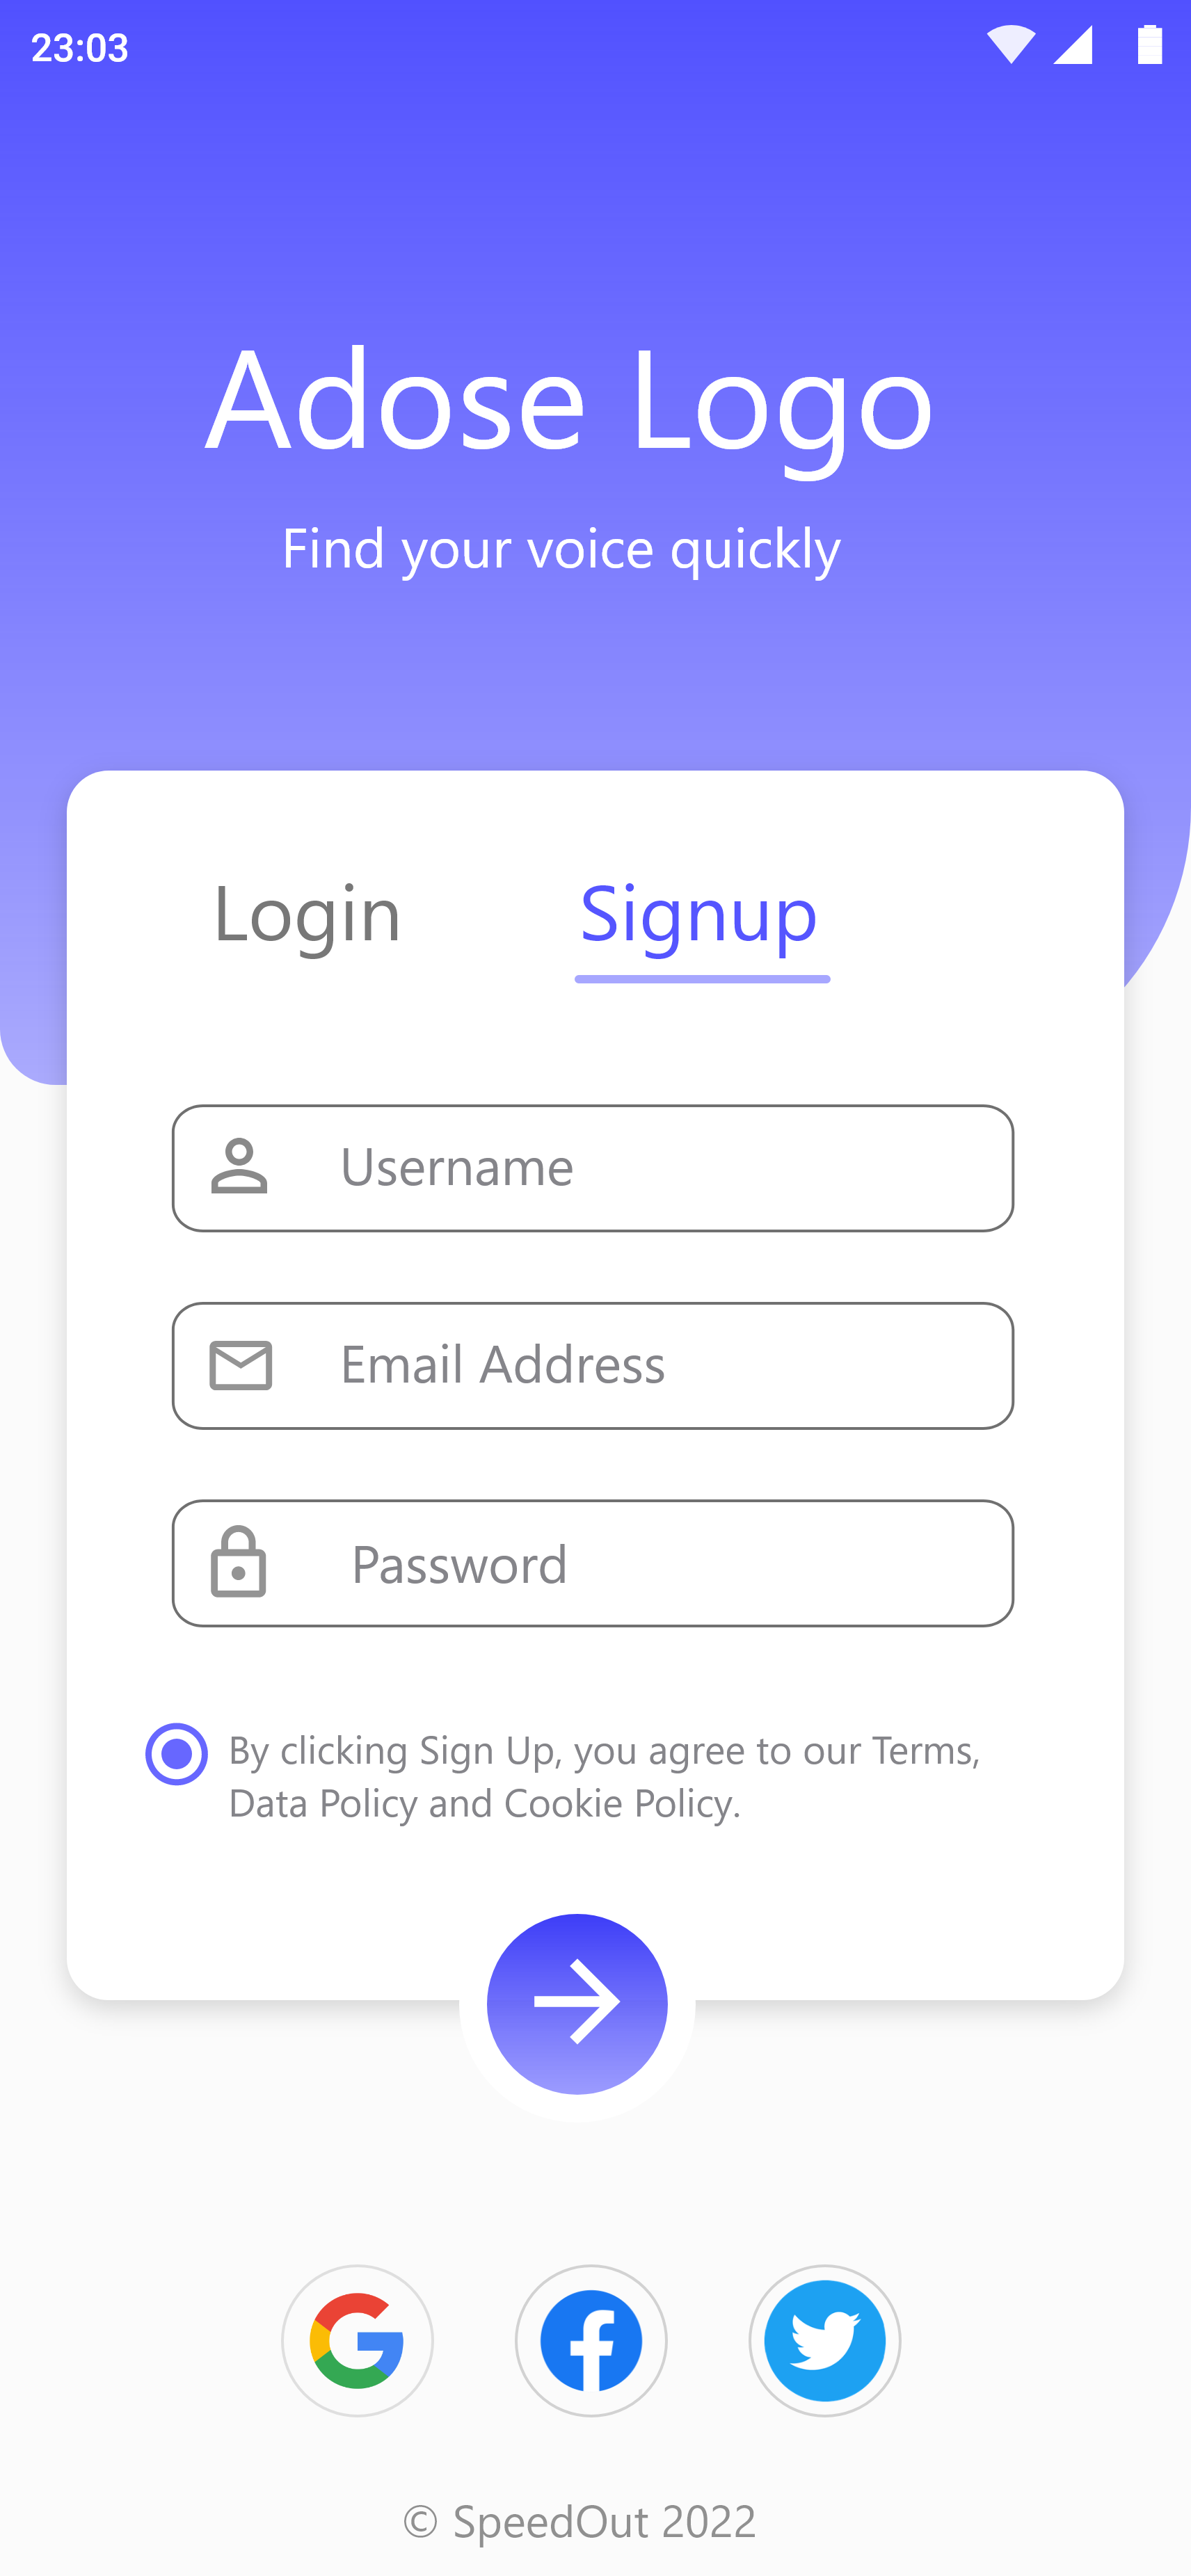 23:03
Adose Logo
Find your voice quickly
Login
Signup
Username
Email Address
Password
By clicking Sign Up, you agree to our Terms,
Data Policy and Cookie Policy.
© SpeedOut 2022